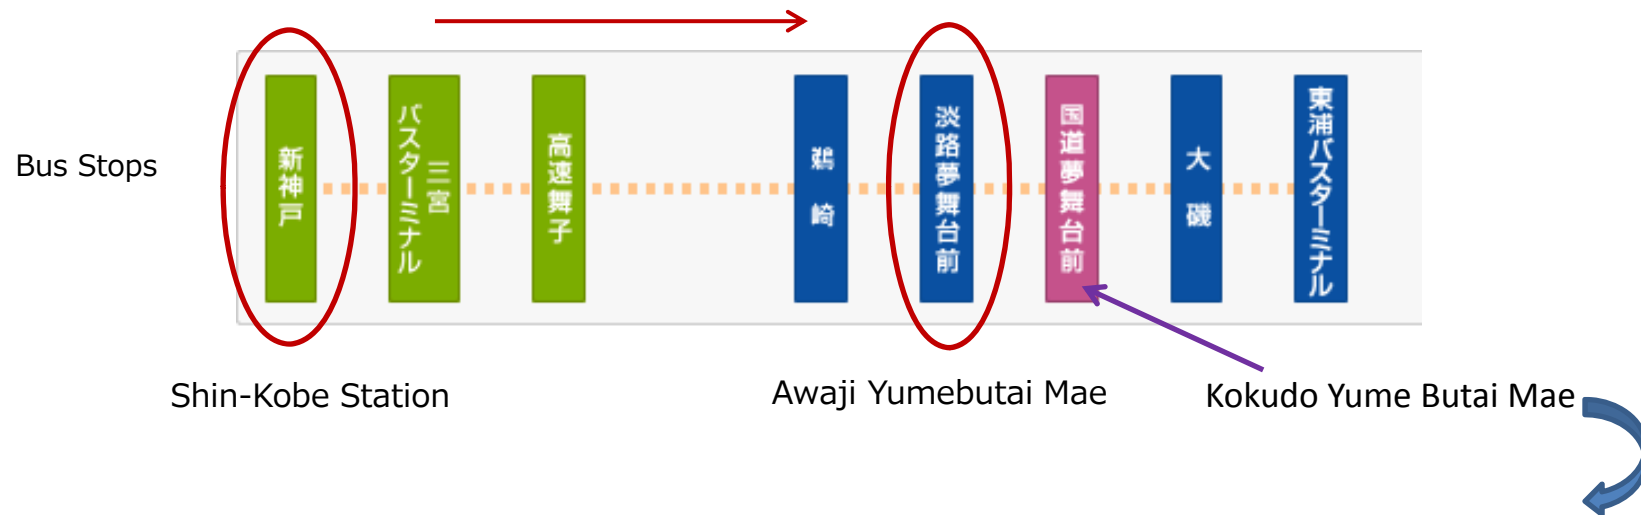 Bus Stops
新神戸
三宮
バスターミナル
高速舞子
鵜崎
淡路夢舞台前
国道夢舞台前
大磯
東浦バスターミナル
Shin-Kobe Station
Awaji Yumebutai Mae
Kokudo Yume Butai Mae